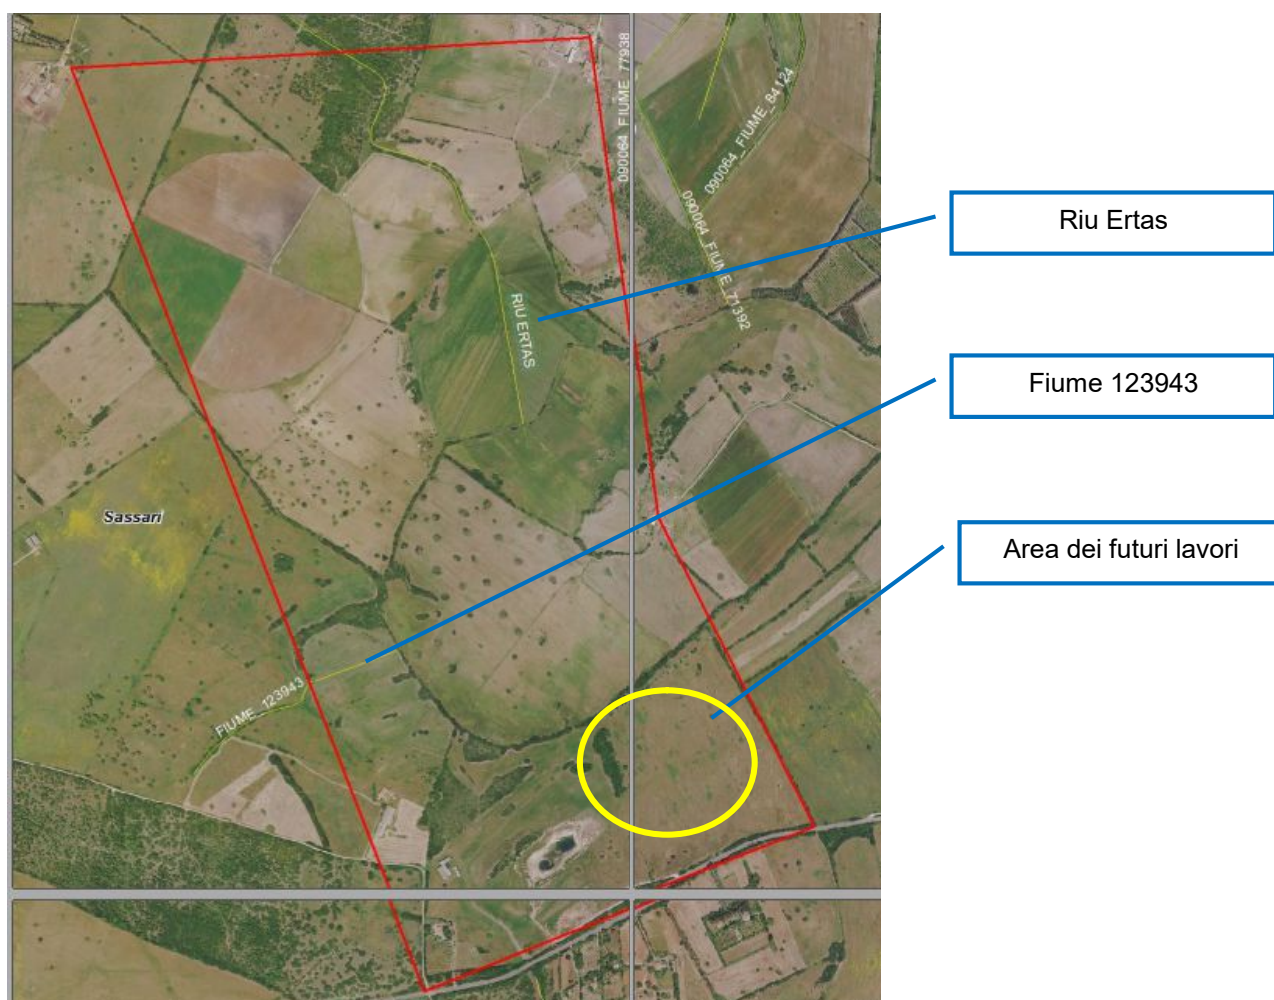 090064_FIUME_77938
090064_FIUME_84124
090064_FIUME_71392
Riu Ertas
RIU ERTAS
Fiume 123943
Sassari
Area dei futuri lavori
FIUME_123943